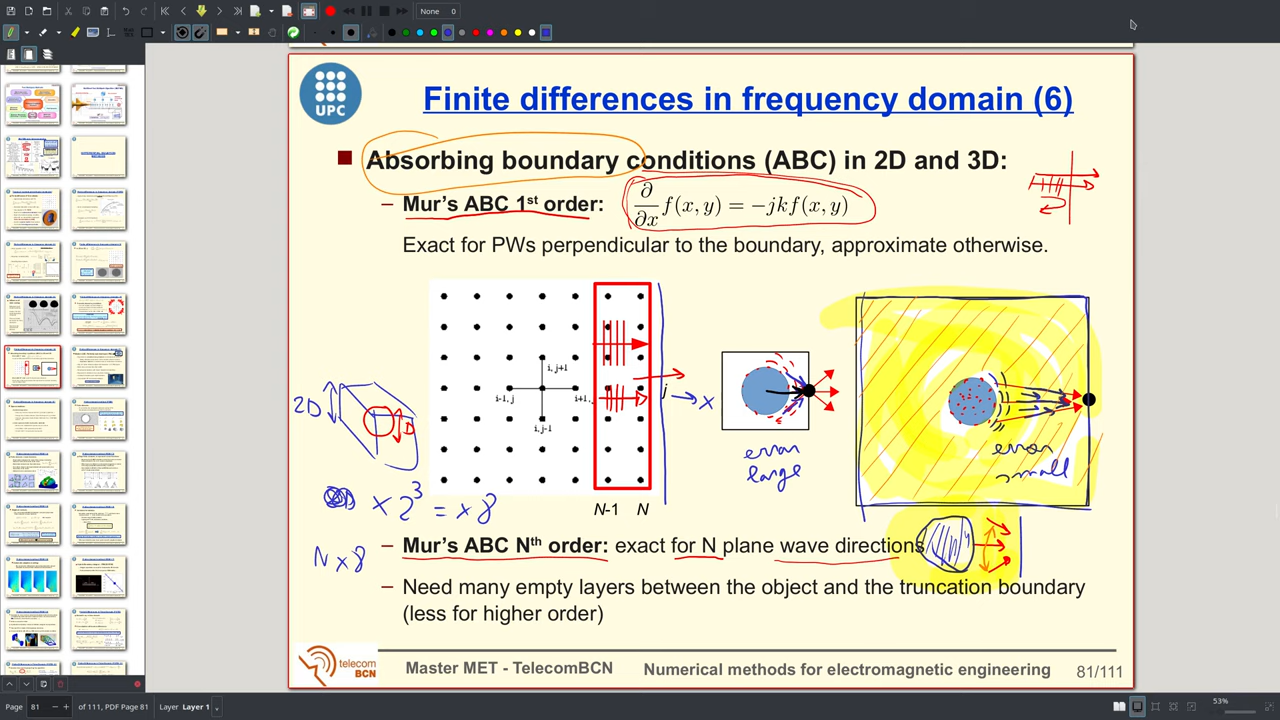 None 0
UPC
Finite differences in frequency domain (6)
Absorbing boundary conditions (ABC) in 2D and 3D:
– Mur's ABC 1st order: ∂/∂x f(x, y) = −jkf(x, y)
Exact for PWs perpendicular to the boundary, approximate otherwise.
i, j+1
i-1, j
i+1,
j
i, j-1
→ x
2D
D
error
large
error
small
x 2³ = x 8
N-1 N
N x 8
– Mur's ABC Nth order: exact for N plane wave directions
– Need many empty layers between the object and the truncation boundary
(less for higher order)
telecom
BCN
Master MET - TelecomBCN
Numerical methods for electromagnetic engineering
81/111
Page 81 − + of 111, PDF Page 81 Layer Layer 1
53%